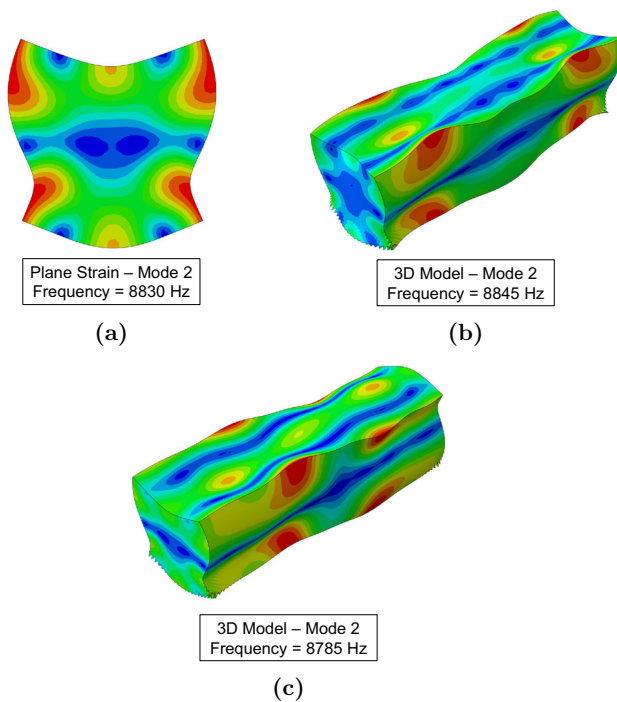 Plane Strain – Mode 2
Frequency = 8830 Hz
(a)
3D Model – Mode 2
Frequency = 8845 Hz
(b)
3D Model – Mode 2
Frequency = 8785 Hz
(c)